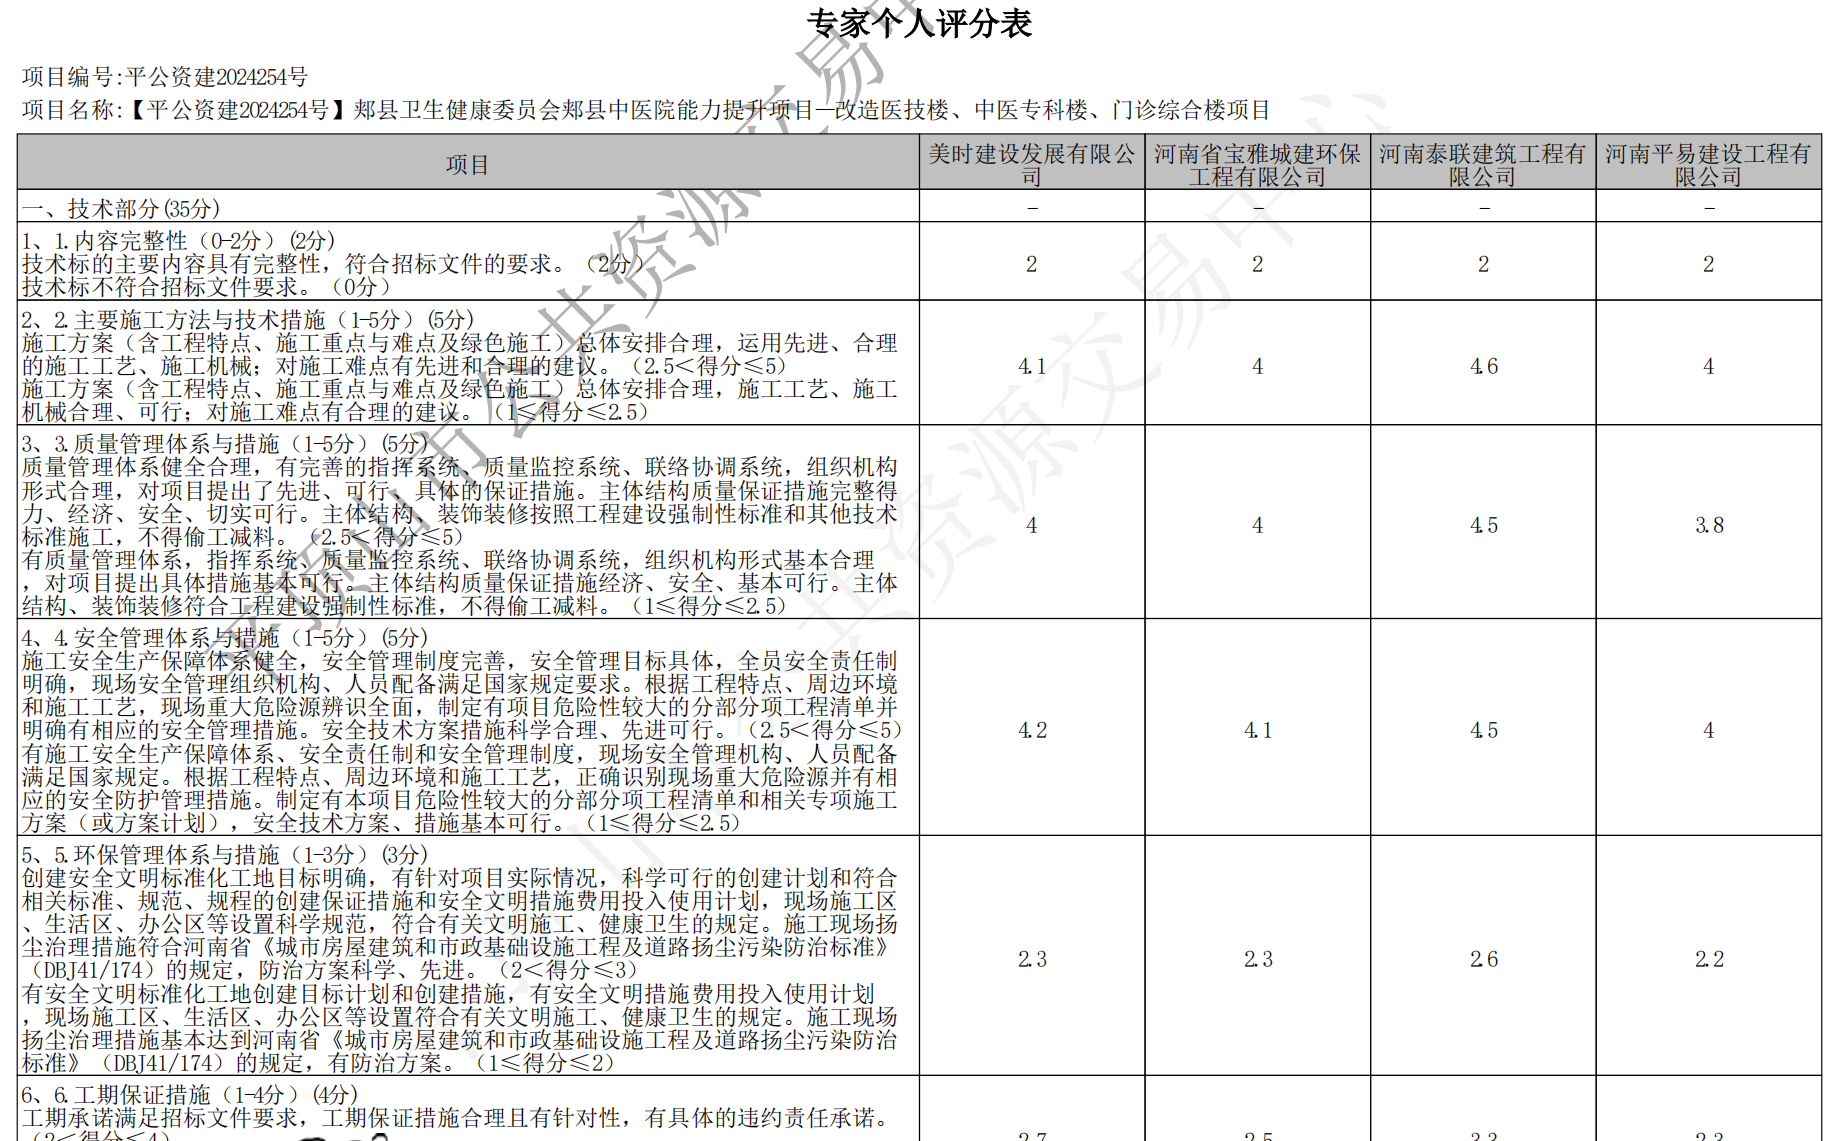 专家个人评分表
项目编号:平公资建2024254号
项目名称:【平公资建2024254号】郏县卫生健康委员会郏县中医院能力提升项目—改造医技楼、中医专科楼、门诊综合楼项目
项目
美时建设发展有限公
司
河南省宝雅城建环保
工程有限公司
河南泰联建筑工程有
限公司
河南平易建设工程有
限公司
一、技术部分(35分)
-
-
-
-
1、1.内容完整性（0-2分）(2分)
技术标的主要内容具有完整性，符合招标文件的要求。（2分）
技术标不符合招标文件要求。（0分）
2
2
2
2
2、2.主要施工方法与技术措施（1-5分）(5分)
施工方案（含工程特点、施工重点与难点及绿色施工）总体安排合理，运用先进、合理
的施工工艺、施工机械；对施工难点有先进和合理的建议。（2.5＜得分≤5）
施工方案（含工程特点、施工重点与难点及绿色施工）总体安排合理，施工工艺、施工
机械合理、可行；对施工难点有合理的建议。（1≤得分≤2.5）
4.1
4
4.6
4
3、3.质量管理体系与措施（1-5分）(5分)
质量管理体系健全合理，有完善的指挥系统、质量监控系统、联络协调系统，组织机构
形式合理，对项目提出了先进、可行、具体的保证措施。主体结构质量保证措施完整得
力、经济、安全、切实可行。主体结构、装饰装修按照工程建设强制性标准和其他技术
标准施工，不得偷工减料。（2.5＜得分≤5）
有质量管理体系，指挥系统、质量监控系统、联络协调系统，组织机构形式基本合理
，对项目提出具体措施基本可行。主体结构质量保证措施经济、安全、基本可行。主体
结构、装饰装修符合工程建设强制性标准，不得偷工减料。（1≤得分≤2.5）
4
4
4.5
3.8
4、4.安全管理体系与措施（1-5分）(5分)
施工安全生产保障体系健全，安全管理制度完善，安全管理目标具体，全员安全责任制
明确，现场安全管理组织机构、人员配备满足国家规定要求。根据工程特点、周边环境
和施工工艺，现场重大危险源辨识全面，制定有项目危险性较大的分部分项工程清单并
明确有相应的安全管理措施。安全技术方案措施科学合理、先进可行。（2.5＜得分≤5）
有施工安全生产保障体系、安全责任制和安全管理制度，现场安全管理机构、人员配备
满足国家规定。根据工程特点、周边环境和施工工艺，正确识别现场重大危险源并有相
应的安全防护管理措施。制定有本项目危险性较大的分部分项工程清单和相关专项施工
方案（或方案计划），安全技术方案、措施基本可行。（1≤得分≤2.5）
4.2
4.1
4.5
4
5、5.环保管理体系与措施（1-3分）(3分)
创建安全文明标准化工地目标明确，有针对项目实际情况，科学可行的创建计划和符合
相关标准、规范、规程的创建保证措施和安全文明措施费用投入使用计划，现场施工区
、生活区、办公区等设置科学规范，符合有关文明施工、健康卫生的规定。施工现场扬
尘治理措施符合河南省《城市房屋建筑和市政基础设施工程及道路扬尘污染防治标准》
（DBJ41/174）的规定，防治方案科学、先进。（2＜得分≤3）
有安全文明标准化工地创建目标计划和创建措施，有安全文明措施费用投入使用计划
，现场施工区、生活区、办公区等设置符合有关文明施工、健康卫生的规定。施工现场
扬尘治理措施基本达到河南省《城市房屋建筑和市政基础设施工程及道路扬尘污染防治
标准》（DBJ41/174）的规定，有防治方案。（1≤得分≤2）
2.3
2.3
2.6
2.2
6、6.工期保证措施（1-4分）(4分)
工期承诺满足招标文件要求，工期保证措施合理且有针对性，有具体的违约责任承诺。
（2＜得分≤4）
2.7
2.5
3.3
2.3
平顶山市公共资源交易中
山市公共资源交易中心